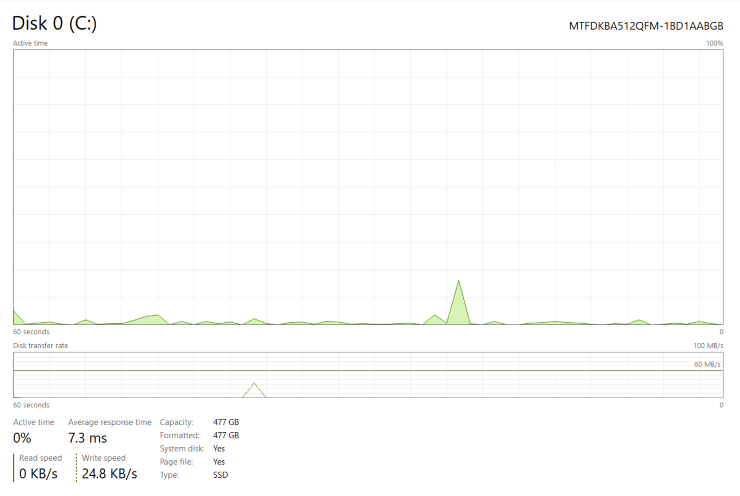 Disk 0 (C:) MTFDKBA512QFM-1BD1AABGB
Active time 100%
60 seconds 0
Disk transfer rate 100 MB/s
60 MB/s
60 seconds 0
Active time Average response time Capacity: 477 GB
0% 7.3 ms Formatted: 477 GB
System disk: Yes
Read speed Write speed Page file: Yes
0 KB/s 24.8 KB/s Type: SSD